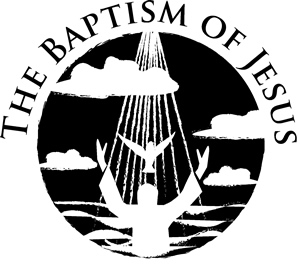 The Baptism of Jesus